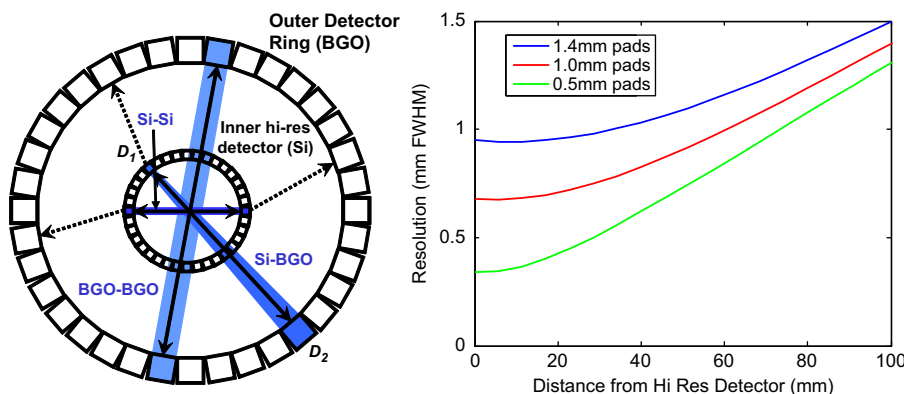 Outer Detector
Ring (BGO)
Si-Si
D1
Inner hi-res
detector (Si)
Si-BGO
BGO-BGO
D2
1.4mm pads
1.0mm pads
0.5mm pads
Resolution (mm FWHM)
1.5
1
0.5
0
0
20
40
60
80
100
Distance from Hi Res Detector (mm)